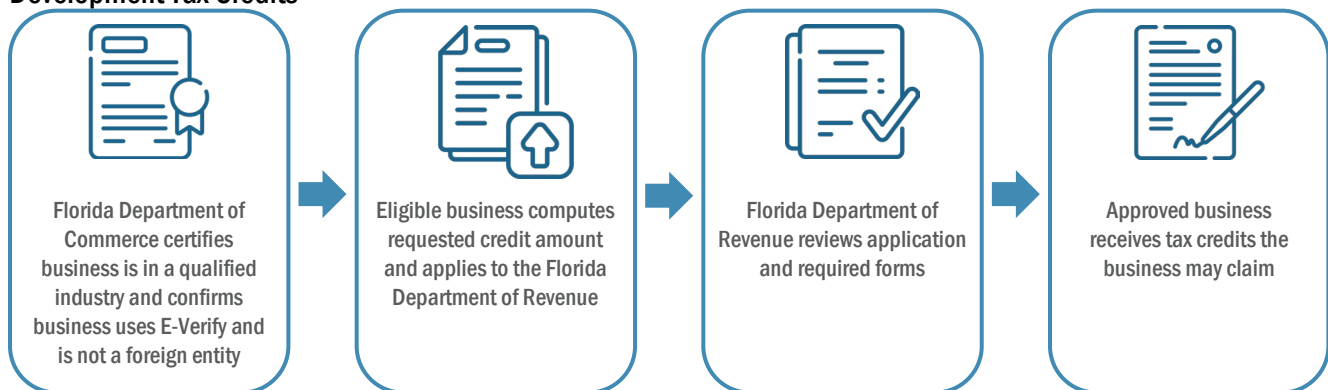 Development Tax Credits
Florida Department of
Commerce certifies
business is in a qualified
industry and confirms
business uses E-Verify and
is not a foreign entity
Eligible business computes
requested credit amount
and applies to the Florida
Department of Revenue
Florida Department of
Revenue reviews application
and required forms
Approved business
receives tax credits the
business may claim